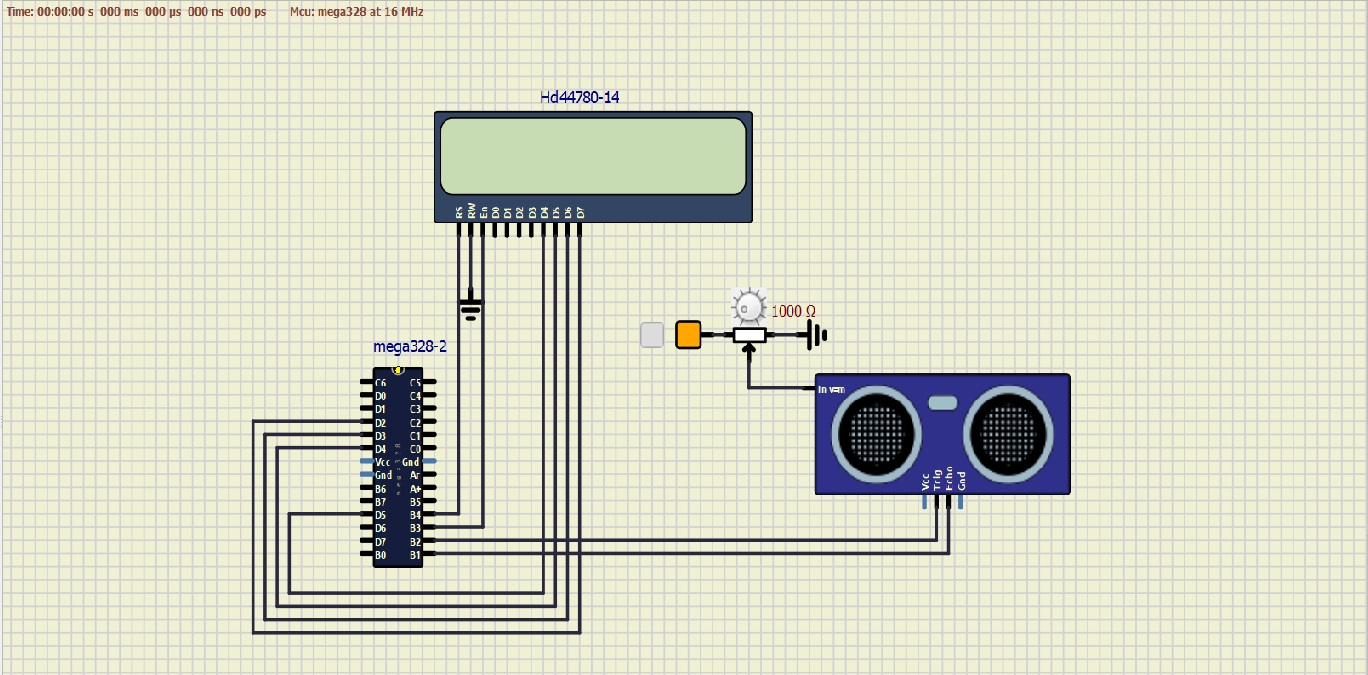 Time: 00:00:00 s 000 ms 000 µs 000 ns 000 ps Mcu: mega328 at 16 MHz
Hd44780-14
RS RW En D0 D1 D2 D3 D4 D5 D6 D7
1000 Ω
mega328-2
C6 C5
D0 C4
D1 C3
D2 C2
D3 C1
D4 C0
Vcc Gnd
Gnd Ar
B6 A+
B7 B5
D5 B4
D6 B3
D7 B2
B0 B1
In v=m
Vcc Trig Echo Gnd